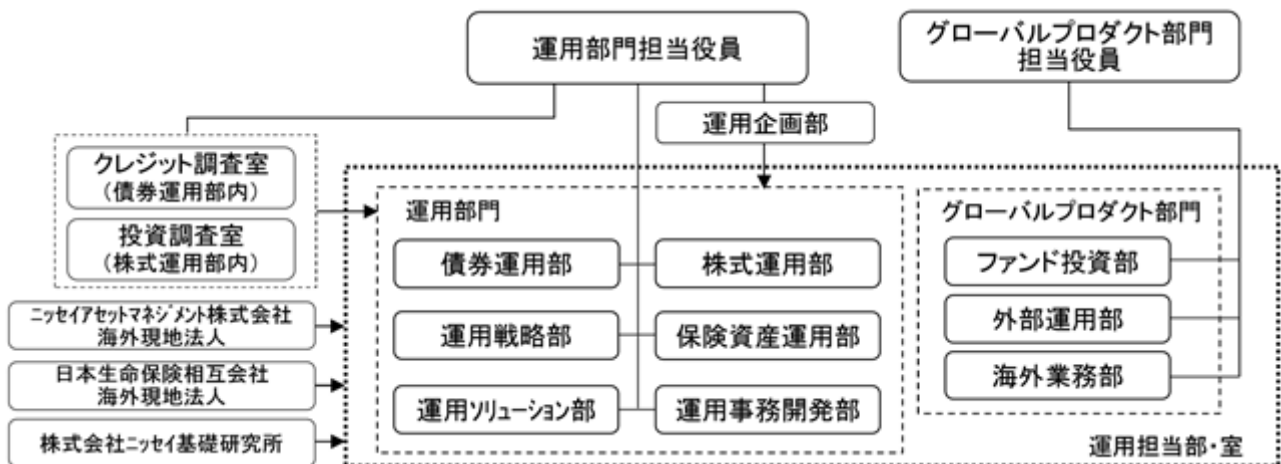 運用部門担当役員
グローバルプロダクト部門
担当役員
運用企画部
クレジット調査室
（債券運用部内）
投資調査室
（株式運用部内）
ニッセイアセットマネジメント株式会社
海外現地法人
日本生命保険相互会社
海外現地法人
株式会社ニッセイ基礎研究所
運用部門
債券運用部
株式運用部
運用戦略部
保険資産運用部
運用ソリューション部
運用事務開発部
グローバルプロダクト部門
ファンド投資部
外部運用部
海外業務部
運用担当部・室